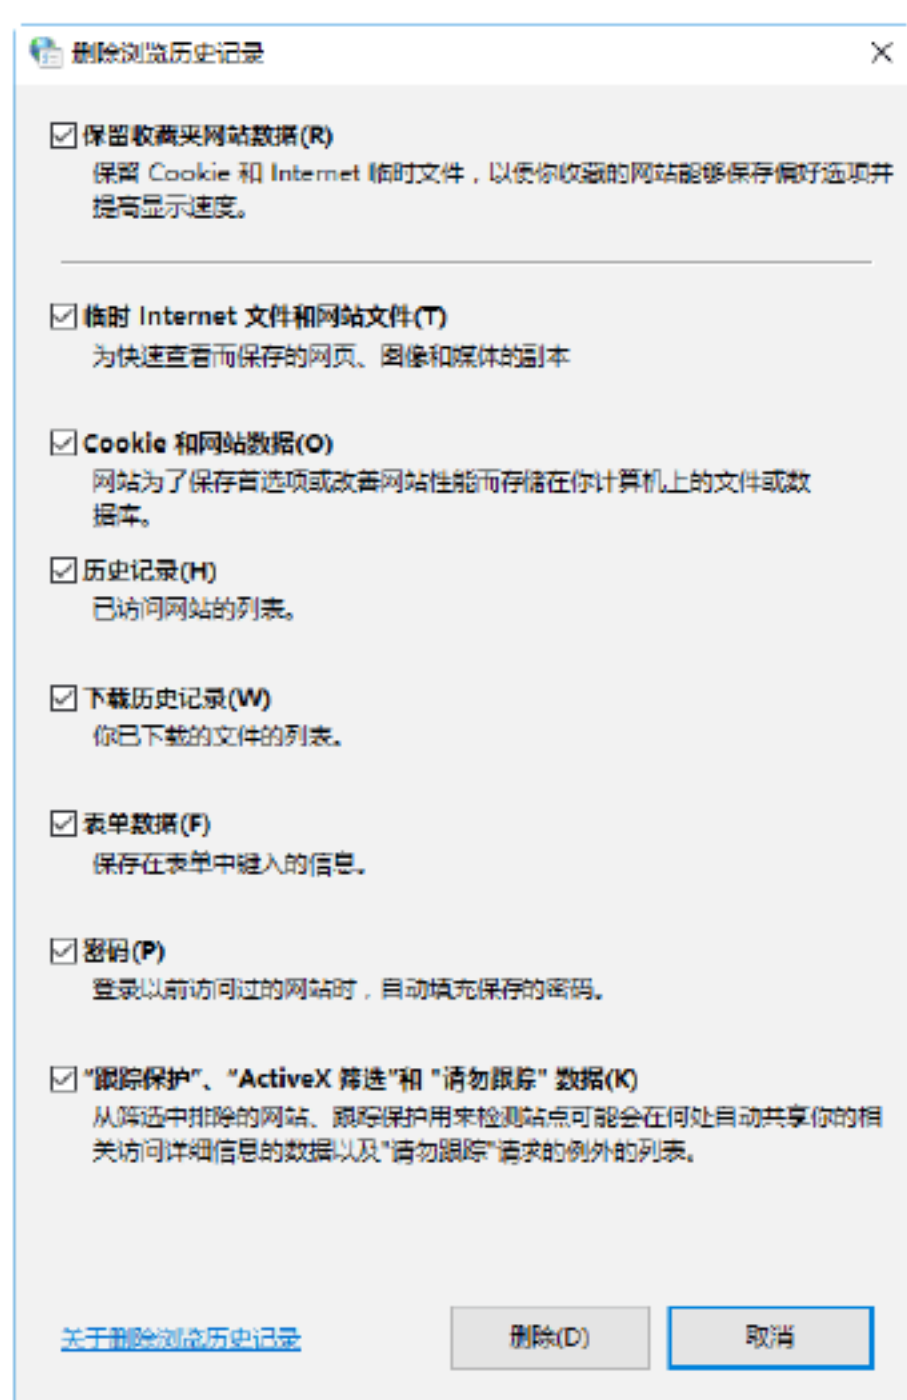 删除浏览历史记录
保留收藏夹网站数据(R)
保留 Cookie 和 Internet 临时文件，以使你收藏的网站能够保存偏好选项并
提高显示速度。
临时 Internet 文件和网站文件(T)
为快速查看而保存的网页、图像和媒体的副本
Cookie 和网站数据(O)
网站为了保存首选项或改善网站性能而存储在你计算机上的文件或数
据库。
历史记录(H)
已访问网站的列表。
下载历史记录(W)
你已下载的文件的列表。
表单数据(F)
保存在表单中键入的信息。
密码(P)
登录以前访问过的网站时，自动填充保存的密码。
“跟踪保护”、“ActiveX 筛选”和 "请勿跟踪" 数据(K)
从筛选中排除的网站、跟踪保护用来检测站点可能会在何处自动共享你的相
关访问详细信息的数据以及"请勿跟踪"请求的例外的列表。
关于删除浏览历史记录
删除(D)
取消